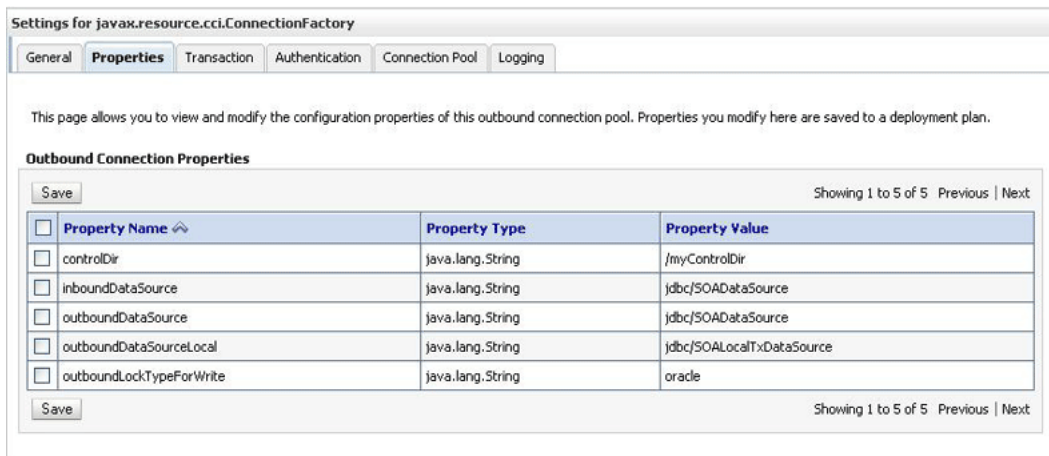 Settings for javax.resource.cci.ConnectionFactory
General Properties Transaction Authentication Connection Pool Logging
This page allows you to view and modify the configuration properties of this outbound connection pool. Properties you modify here are saved to a deployment plan.
Outbound Connection Properties
Save Showing 1 to 5 of 5 Previous | Next
Property Name Property Type Property Value
controlDir java.lang.String /myControlDir
inboundDataSource java.lang.String jdbc/SOADataSource
outboundDataSource java.lang.String jdbc/SOADataSource
outboundDataSourceLocal java.lang.String jdbc/SOALocalTxDataSource
outboundLockTypeForWrite java.lang.String oracle
Save Showing 1 to 5 of 5 Previous | Next